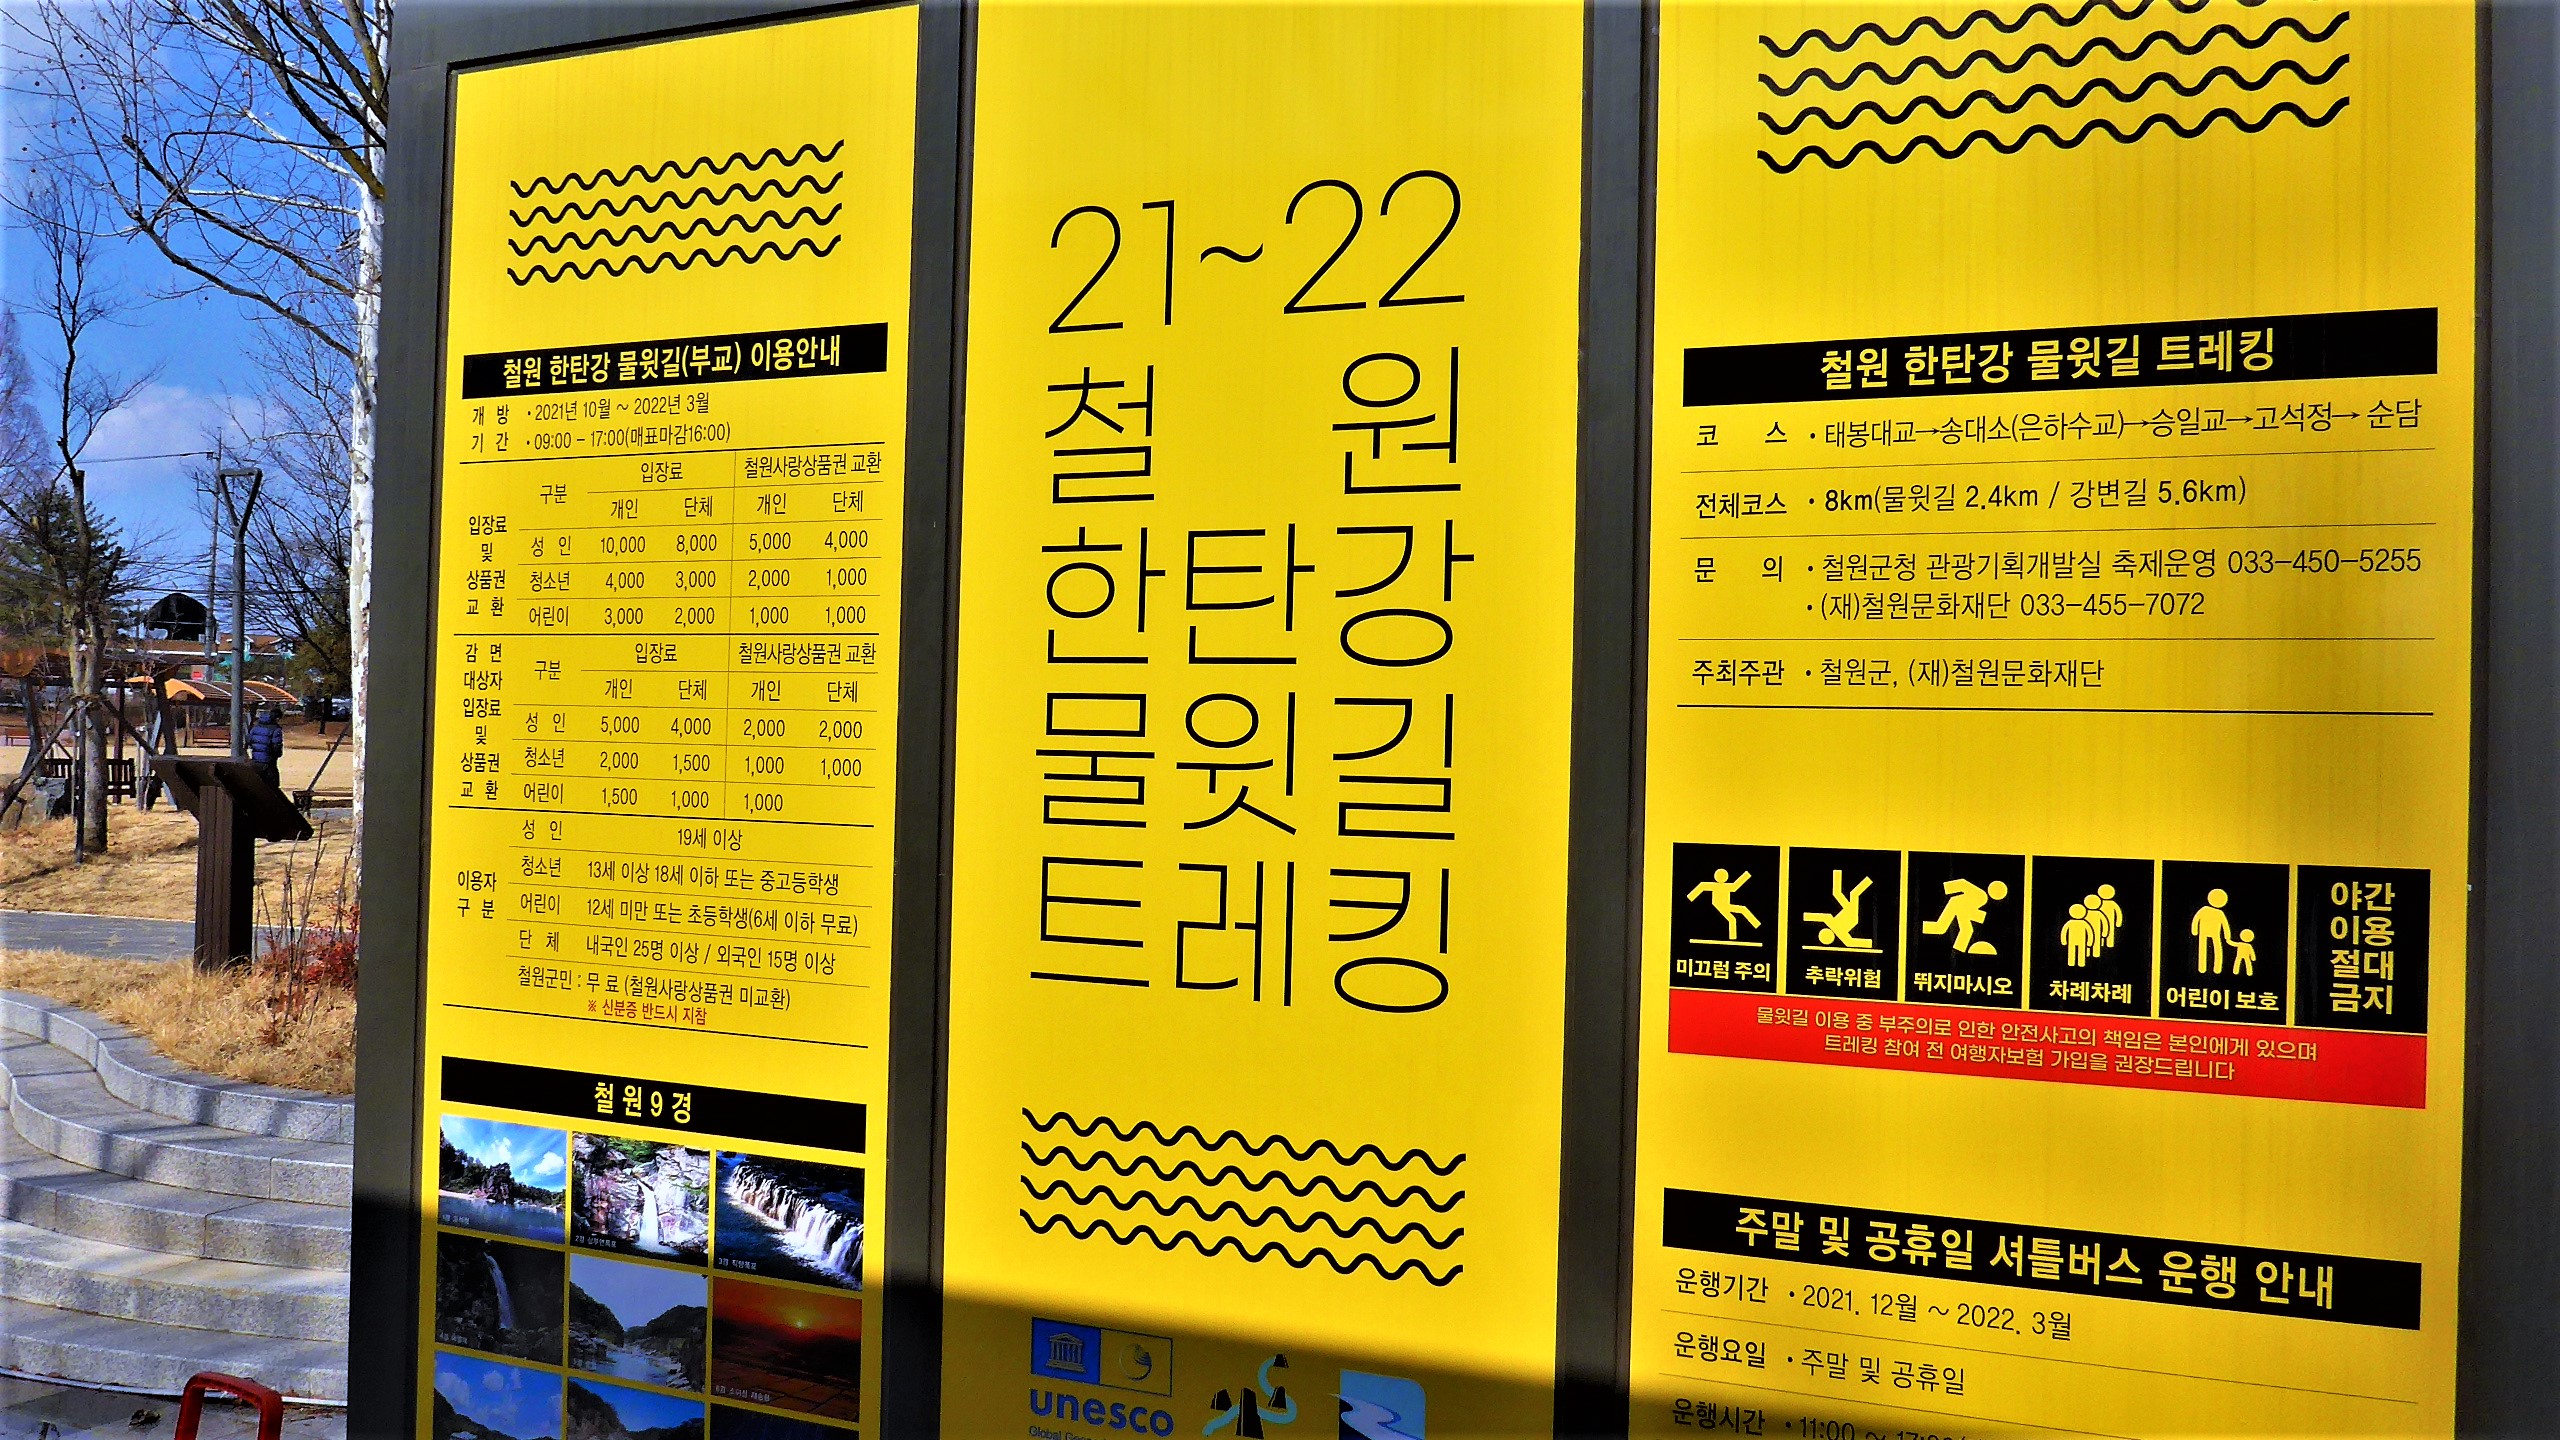 철원 한탄강 물윗길(부교) 이용안내
개 방 · 2021년 10월 ~ 2022년 3월
기 간 · 09:00 - 17:00(매표마감16:00)
입장료 및 상품권 교 환
구분 입장료 철원사랑상품권 교환
개인 단체 개인 단체
성 인 10,000 8,000 5,000 4,000
청소년 4,000 3,000 2,000 1,000
어린이 3,000 2,000 1,000 1,000
감 면 대상자 입장료 및 상품권 교 환
구분 입장료 철원사랑상품권 교환
개인 단체 개인 단체
성 인 5,000 4,000 2,000 2,000
청소년 2,000 1,500 1,000 1,000
어린이 1,500 1,000 1,000
이용자 구 분
성 인 19세 이상
청소년 13세 이상 18세 이하 또는 중고등학생
어린이 12세 미만 또는 초등학생(6세 이하 무료)
단 체 내국인 25명 이상 / 외국인 15명 이상
철원군민 : 무 료 (철원사랑상품권 미교환)
※ 신분증 반드시 지참
철원9경
21~22
철 원
한탄강
물윗길
트레킹
unesco
철원 한탄강 물윗길 트레킹
코 스 · 태봉대교→송대소(은하수교)→승일교→고석정→ 순담
전체코스 · 8km(물윗길 2.4km / 강변길 5.6km)
문 의 · 철원군청 관광기획개발실 축제운영 033-450-5255
· (재)철원문화재단 033-455-7072
주최주관 · 철원군, (재)철원문화재단
미끄럼 주의
추락위험
뛰지마시오
차례차례
어린이 보호
야간
이용
절대
금지
물윗길 이용 중 부주의로 인한 안전사고의 책임은 본인에게 있으며
트레킹 참여 전 여행자보험 가입을 권장드립니다
주말 및 공휴일 셔틀버스 운행 안내
운행기간 · 2021. 12월 ~ 2022. 3월
운행요일 · 주말 및 공휴일
운행시간 · 11:00 ~